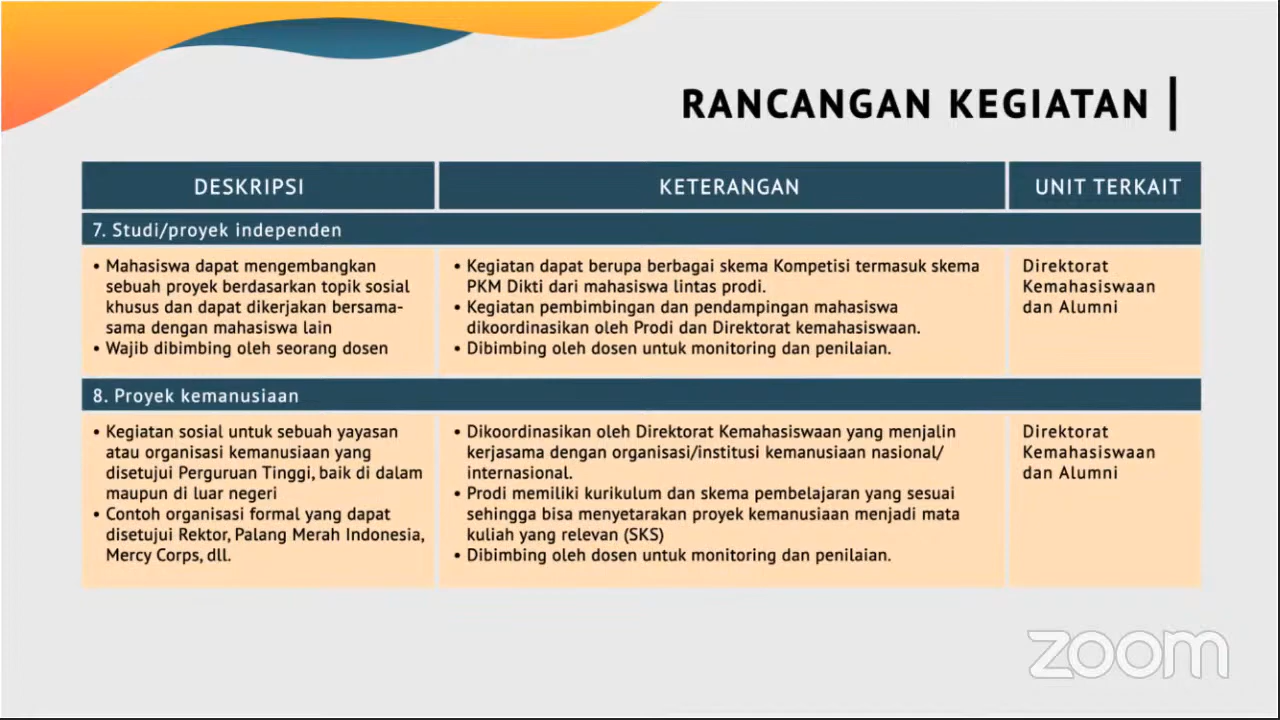 RANCANGAN KEGIATAN
DESKRIPSI
KETERANGAN
UNIT TERKAIT
7. Studi/proyek independen
• Mahasiswa dapat mengembangkan
sebuah proyek berdasarkan topik sosial
khusus dan dapat dikerjakan bersama-
sama dengan mahasiswa lain
• Wajib dibimbing oleh seorang dosen
• Kegiatan dapat berupa berbagai skema Kompetisi termasuk skema
PKM Dikti dari mahasiswa lintas prodi.
• Kegiatan pembimbingan dan pendampingan mahasiswa
dikoordinasikan oleh Prodi dan Direktorat kemahasiswaan.
• Dibimbing oleh dosen untuk monitoring dan penilaian.
Direktorat
Kemahasiswaan
dan Alumni
8. Proyek kemanusiaan
• Kegiatan sosial untuk sebuah yayasan
atau organisasi kemanusiaan yang
disetujui Perguruan Tinggi, baik di dalam
maupun di luar negeri
• Contoh organisasi formal yang dapat
disetujui Rektor, Palang Merah Indonesia,
Mercy Corps, dll.
• Dikoordinasikan oleh Direktorat Kemahasiswaan yang menjalin
kerjasama dengan organisasi/institusi kemanusiaan nasional/
internasional.
• Prodi memiliki kurikulum dan skema pembelajaran yang sesuai
sehingga bisa menyetarakan proyek kemanusiaan menjadi mata
kuliah yang relevan (SKS)
• Dibimbing oleh dosen untuk monitoring dan penilaian.
Direktorat
Kemahasiswaan
dan Alumni
zoom